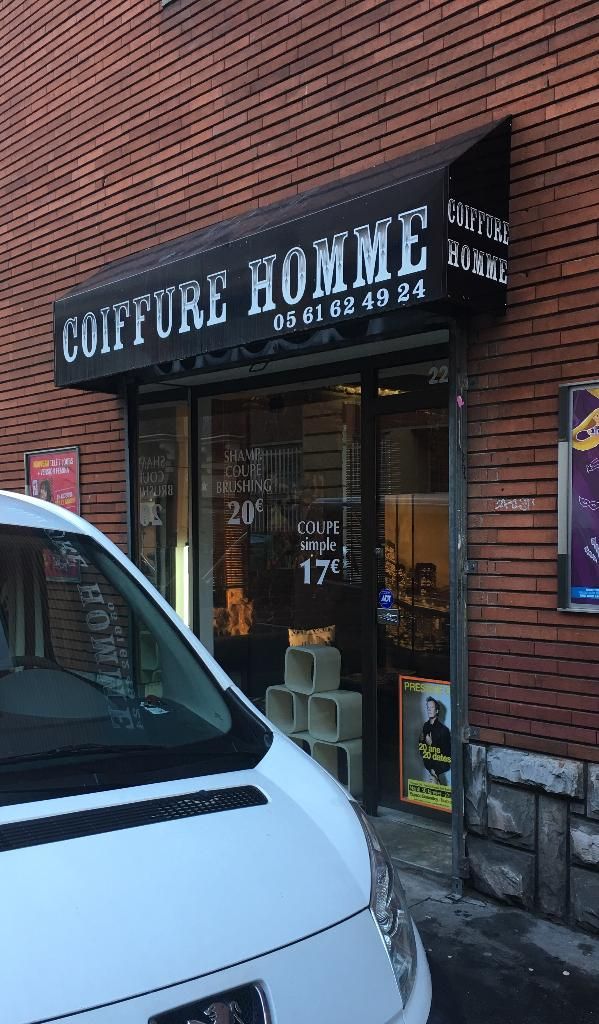 COIFFURE HOMME
05 61 62 49 24
COIFFURE
HOMME
22
SHAMP.
COUPE
BRUSHING
20€
COUPE
simple
17€
ADT
20 ans
20 dates